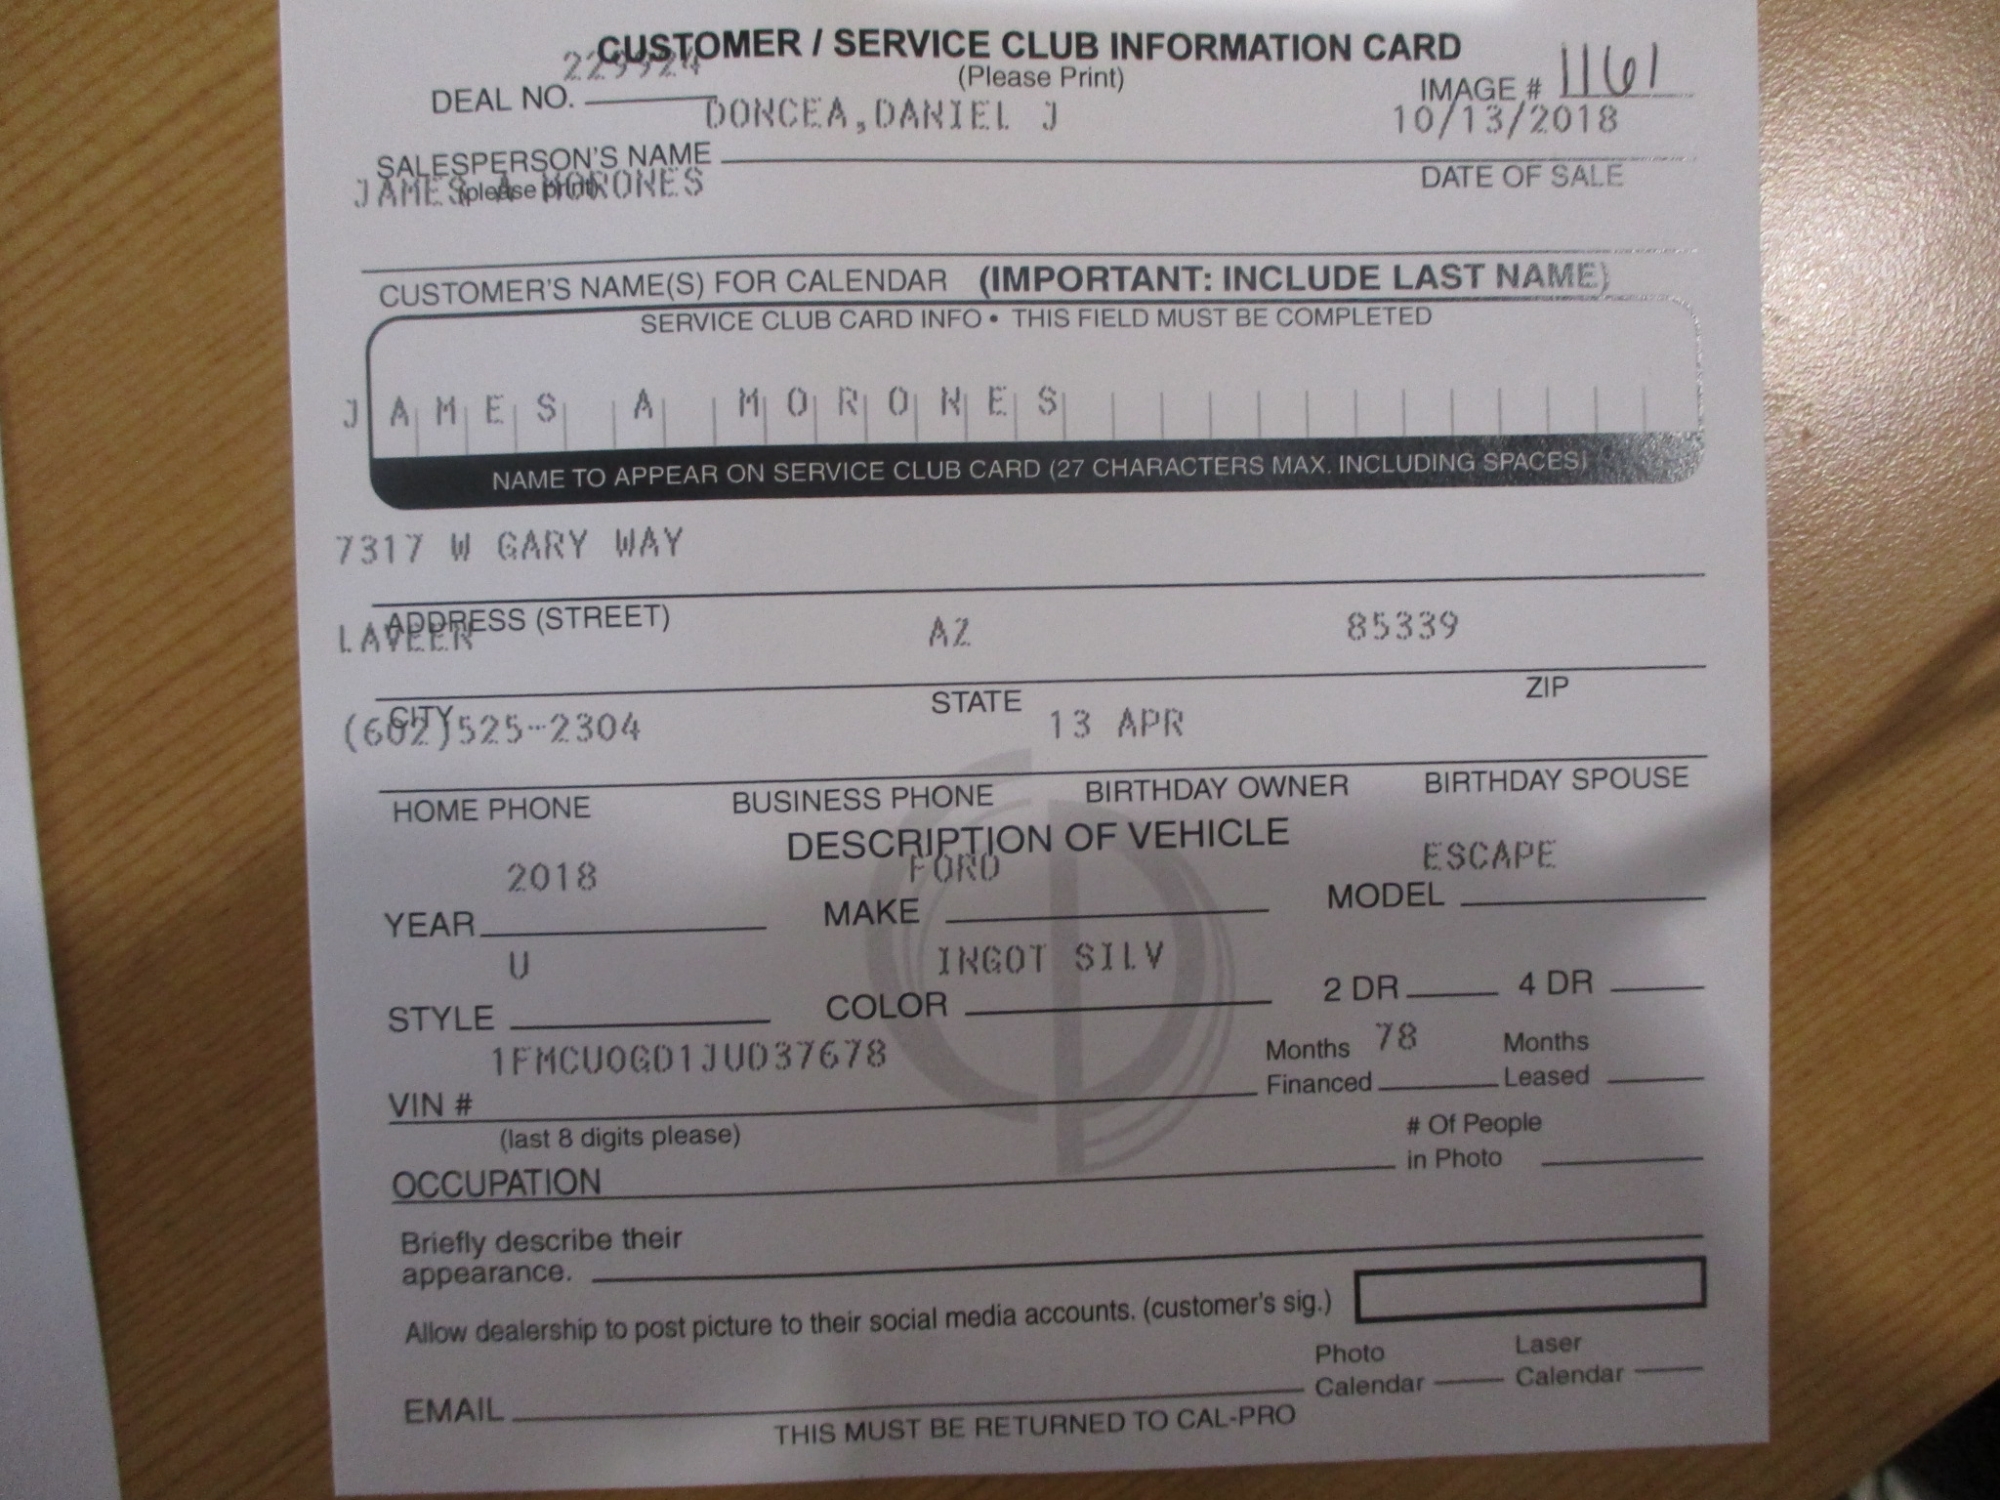 CUSTOMER / SERVICE CLUB INFORMATION CARD
(Please Print)
DEAL NO.
IMAGE # 1161
DONCEA,DANIEL J
10/13/2018
SALESPERSON'S NAME
(please print)
DATE OF SALE
JAMES A MORONES
CUSTOMER'S NAME(S) FOR CALENDAR (IMPORTANT: INCLUDE LAST NAME)
SERVICE CLUB CARD INFO • THIS FIELD MUST BE COMPLETED
JAMES A MORONES
NAME TO APPEAR ON SERVICE CLUB CARD (27 CHARACTERS MAX. INCLUDING SPACES)
7317 W GARY WAY
ADDRESS (STREET)
LAVEEN AZ 85339
CITY STATE ZIP
(602)525-2304 13 APR
HOME PHONE BUSINESS PHONE BIRTHDAY OWNER BIRTHDAY SPOUSE
DESCRIPTION OF VEHICLE
2018 FORD ESCAPE
YEAR MAKE MODEL
U INGOT SILV
STYLE COLOR 2 DR 4 DR
1FMCU0GD1JUD37678
Months Financed 78 Months Leased
VIN #
(last 8 digits please)
# Of People in Photo
OCCUPATION
Briefly describe their
appearance.
Allow dealership to post picture to their social media accounts. (customer's sig.)
Photo Calendar Laser Calendar
EMAIL
THIS MUST BE RETURNED TO CAL-PRO